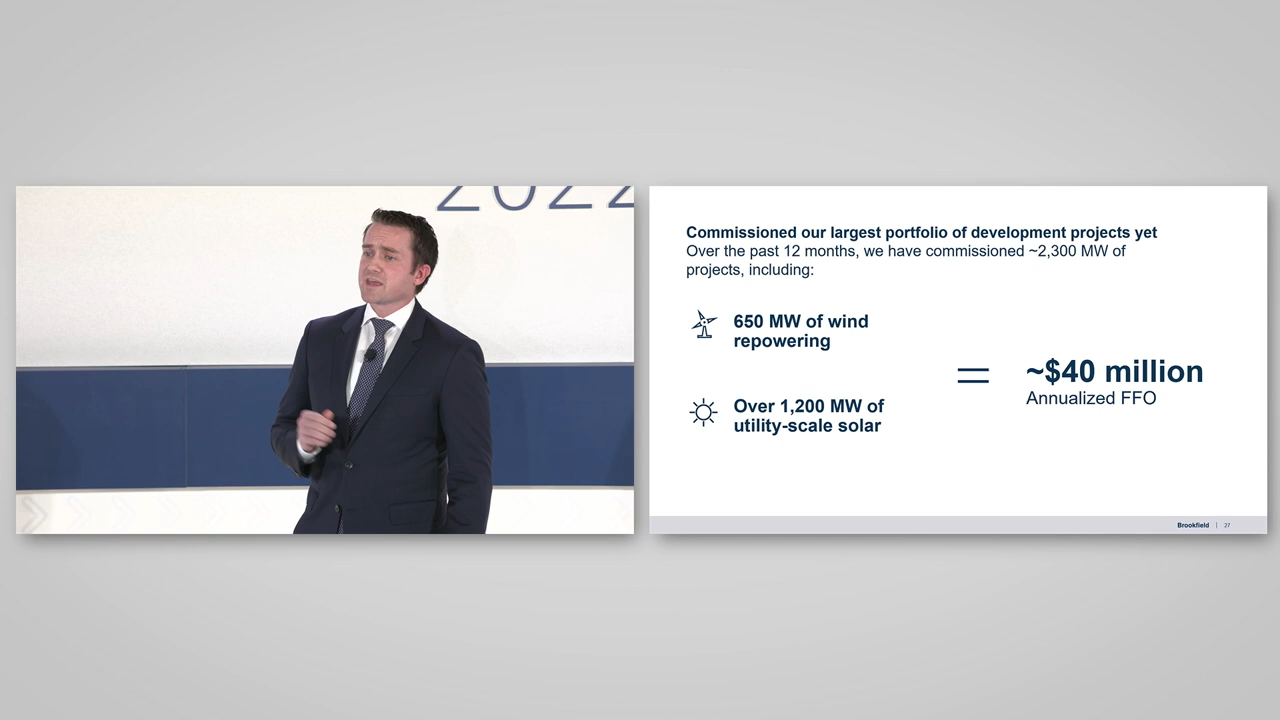 2022
Commissioned our largest portfolio of development projects yet
Over the past 12 months, we have commissioned ~2,300 MW of
projects, including:
650 MW of wind
repowering
Over 1,200 MW of
utility-scale solar
=
~$40 million
Annualized FFO
Brookfield | 27